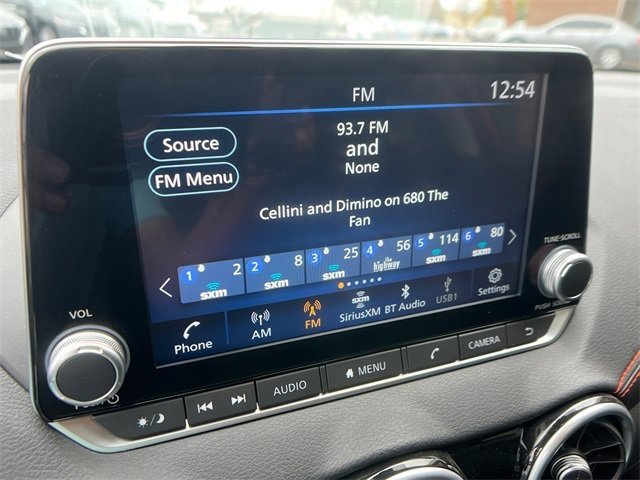 FM
12:54
93.7 FM
Source
and
FM Menu
None
Cellini and Dimino on 680 The
Fan
1 2 sxm
2 8 sxm
3 25 sxm
4 56 the highway
5 114 sxm
6 80 sxm
Phone
AM
FM
SiriusXM
sxm
BT Audio
USB1
Settings
VOL
TUNE·SCROLL
PUSH
AUDIO
MENU
CAMERA